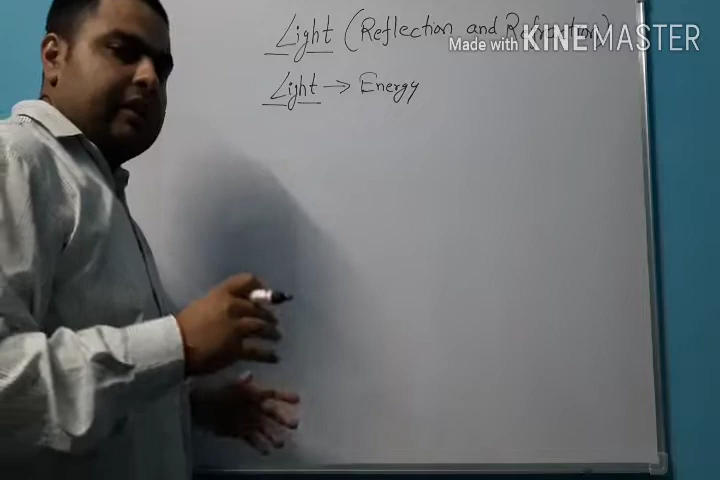 Light (Reflection and Refraction)
Made with KINEMASTER
Light → Energy